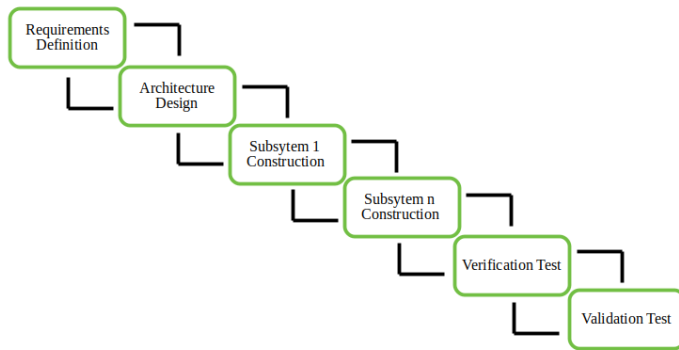 Requirements
Definition
Architecture
Design
Subsytem 1
Construction
Subsytem n
Construction
Verification Test
Validation Test